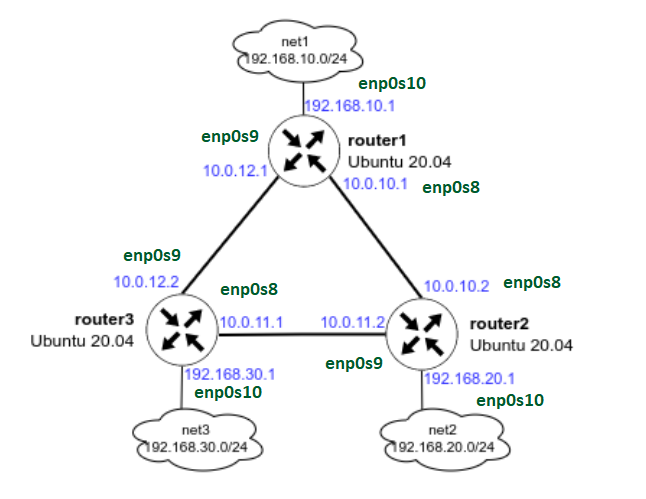 net1
192.168.10.0/24
enp0s10
192.168.10.1
enp0s9
router1
Ubuntu 20.04
10.0.12.1
10.0.10.1
enp0s8
enp0s9
10.0.12.2
enp0s8
10.0.10.2
enp0s8
router3
Ubuntu 20.04
10.0.11.1
10.0.11.2
router2
Ubuntu 20.04
enp0s9
192.168.30.1
enp0s10
192.168.20.1
enp0s10
net3
192.168.30.0/24
net2
192.168.20.0/24